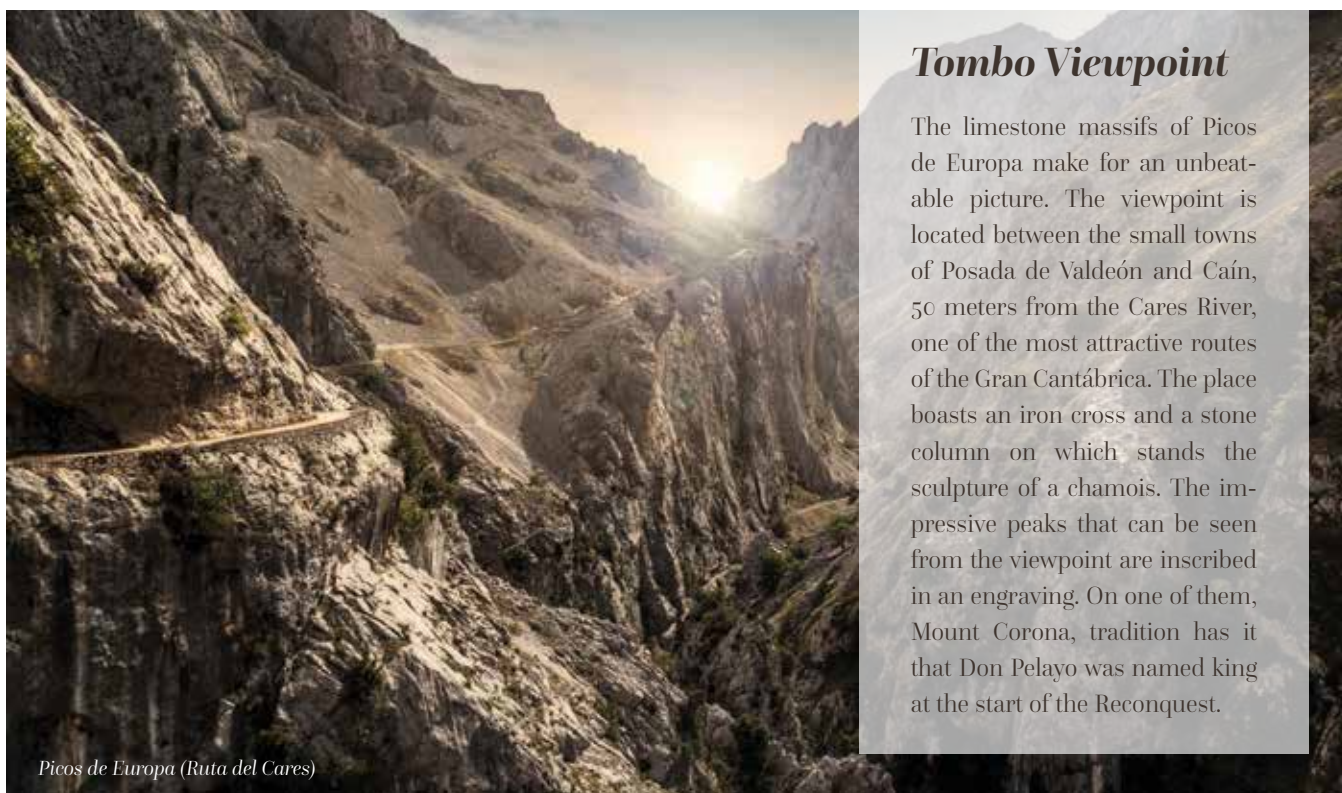 Tombo Viewpoint
The limestone massifs of Picos
de Europa make for an unbeat-
able picture. The viewpoint is
located between the small towns
of Posada de Valdeón and Caín,
50 meters from the Cares River,
one of the most attractive routes
of the Gran Cantábrica. The place
boasts an iron cross and a stone
column on which stands the
sculpture of a chamois. The im-
pressive peaks that can be seen
from the viewpoint are inscribed
in an engraving. On one of them,
Mount Corona, tradition has it
that Don Pelayo was named king
at the start of the Reconquest.
Picos de Europa (Ruta del Cares)